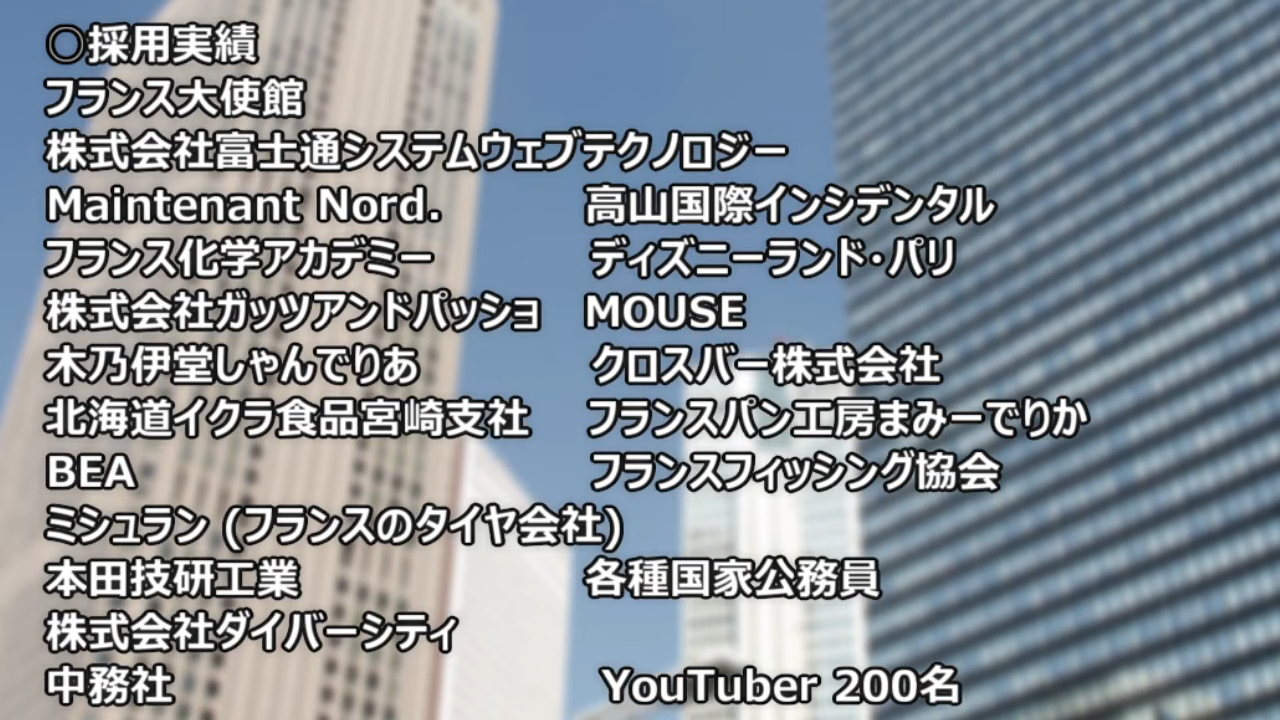 ○採用実績
フランス大使館
株式会社富士通システムウェブテクノロジー
Maintenant Nord. 高山国際インシデンタル
フランス化学アカデミー ディズニーランド・パリ
株式会社ガッツアンドパッショ MOUSE
木乃伊堂しゃんでりあ クロスバー株式会社
北海道イクラ食品宮崎支社 フランスパン工房まみーでりか
BEA フランスフィッシング協会
ミシュラン (フランスのタイヤ会社)
本田技研工業 各種国家公務員
株式会社ダイバーシティ
中務社 YouTuber 200名